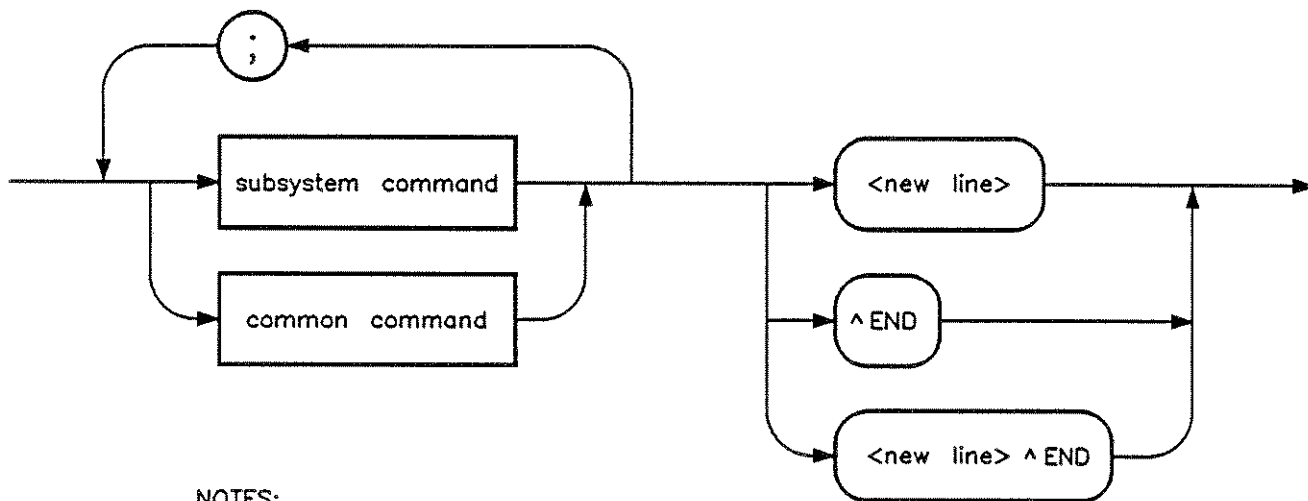 ;
subsystem command
<new line>
common command
^END
<new line> ^END
NOTES: